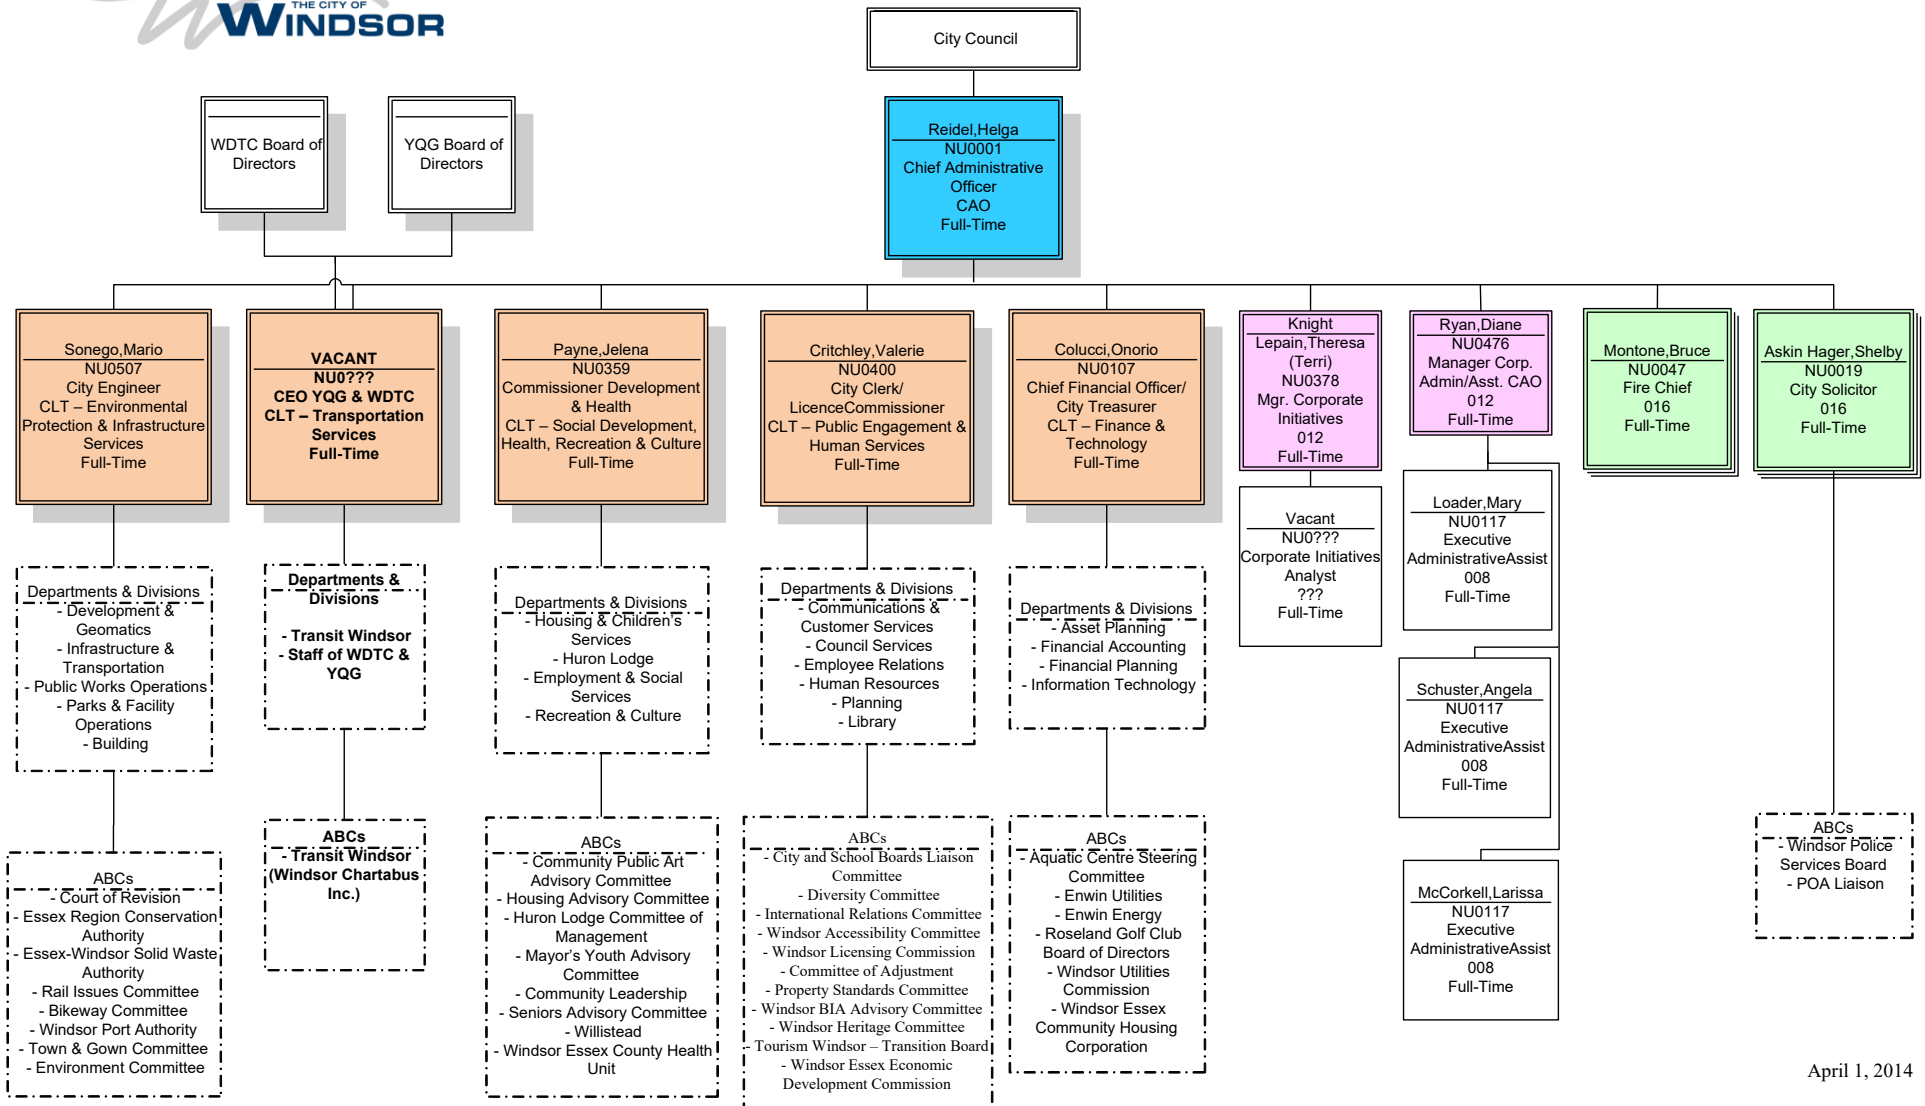 THE CITY OF
WINDSOR
City Council
WDTC Board of
Directors
YQG Board of
Directors
Reidel,Helga
NU0001
Chief Administrative
Officer
CAO
Full-Time
Sonego,Mario
NU0507
City Engineer
CLT – Environmental
Protection & Infrastructure
Services
Full-Time
VACANT
NU0???
CEO YQG & WDTC
CLT – Transportation
Services
Full-Time
Payne,Jelena
NU0359
Commissioner Development
& Health
CLT – Social Development,
Health, Recreation & Culture
Full-Time
Critchley,Valerie
NU0400
City Clerk/
LicenceCommissioner
CLT – Public Engagement &
Human Services
Full-Time
Colucci,Onorio
NU0107
Chief Financial Officer/
City Treasurer
CLT – Finance &
Technology
Full-Time
Knight
Lepain,Theresa
(Terri)
NU0378
Mgr. Corporate
Initiatives
012
Full-Time
Ryan,Diane
NU0476
Manager Corp.
Admin/Asst. CAO
012
Full-Time
Montone,Bruce
NU0047
Fire Chief
016
Full-Time
Askin Hager,Shelby
NU0019
City Solicitor
016
Full-Time
Vacant
NU0???
Corporate Initiatives
Analyst
???
Full-Time
Loader,Mary
NU0117
Executive
AdministrativeAssist
008
Full-Time
Schuster,Angela
NU0117
Executive
AdministrativeAssist
008
Full-Time
McCorkell,Larissa
NU0117
Executive
AdministrativeAssist
008
Full-Time
Departments & Divisions
- Development &
Geomatics
- Infrastructure &
Transportation
- Public Works Operations
- Parks & Facility
Operations
- Building
Departments &
Divisions
- Transit Windsor
- Staff of WDTC &
YQG
Departments & Divisions
- Housing & Children's
Services
- Huron Lodge
- Employment & Social
Services
- Recreation & Culture
Departments & Divisions
- Communications &
Customer Services
- Council Services
- Employee Relations
- Human Resources
- Planning
- Library
Departments & Divisions
- Asset Planning
- Financial Accounting
- Financial Planning
- Information Technology
ABCs
- Court of Revision
- Essex Region Conservation
Authority
- Essex-Windsor Solid Waste
Authority
- Rail Issues Committee
- Bikeway Committee
- Windsor Port Authority
- Town & Gown Committee
- Environment Committee
ABCs
- Transit Windsor
(Windsor Chartabus
Inc.)
ABCs
- Community Public Art
Advisory Committee
- Housing Advisory Committee
- Huron Lodge Committee of
Management
- Mayor's Youth Advisory
Committee
- Community Leadership
- Seniors Advisory Committee
- Willistead
- Windsor Essex County Health
Unit
ABCs
- City and School Boards Liaison
Committee
- Diversity Committee
- International Relations Committee
- Windsor Accessibility Committee
- Windsor Licensing Commission
- Committee of Adjustment
- Property Standards Committee
- Windsor BIA Advisory Committee
- Windsor Heritage Committee
- Tourism Windsor – Transition Board
- Windsor Essex Economic
Development Commission
ABCs
- Aquatic Centre Steering
Committee
- Enwin Utilities
- Enwin Energy
- Roseland Golf Club
Board of Directors
- Windsor Utilities
Commission
- Windsor Essex
Community Housing
Corporation
ABCs
- Windsor Police
Services Board
- POA Liaison
April 1, 2014